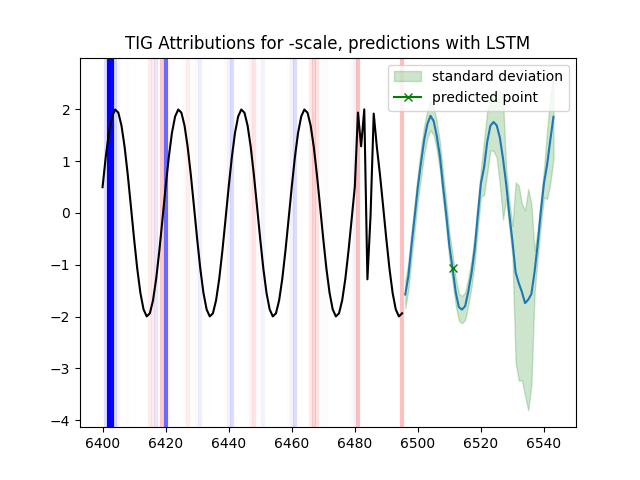 TIG Attributions for -scale, predictions with LSTM
standard deviation
predicted point
2
1
0
−1
−2
−3
−4
6400 6420 6440 6460 6480 6500 6520 6540